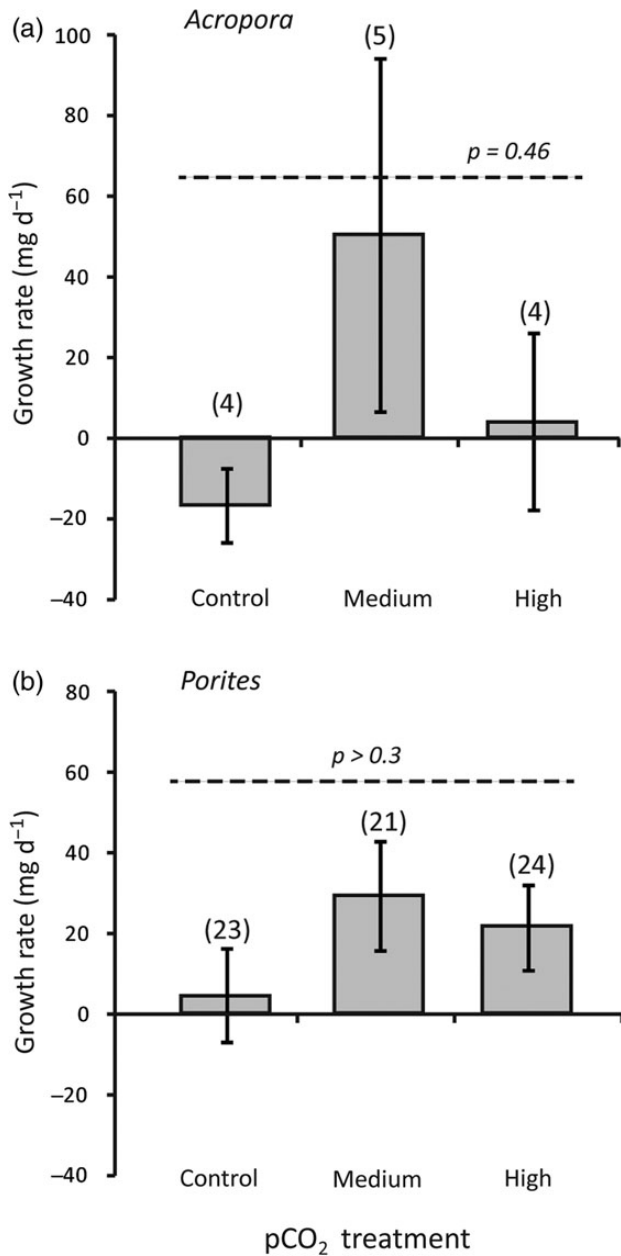 (a)
Acropora
100
80
60
40
20
0
–20
–40
Growth rate (mg d⁻¹)
(5)
p = 0.46
(4)
(4)
Control Medium High
(b)
Porites
80
60
40
20
0
–20
–40
Growth rate (mg d⁻¹)
p > 0.3
(21)
(24)
(23)
Control Medium High
pCO₂ treatment